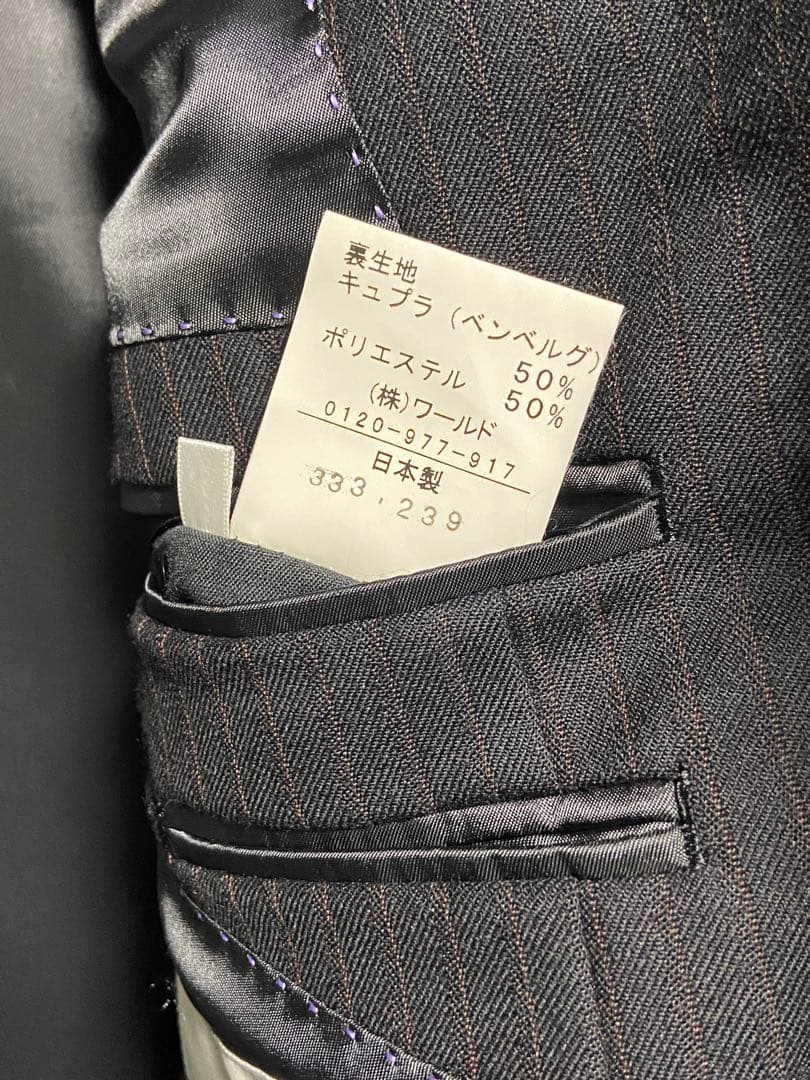 裏生地
キュプラ (ベンベルグ)
50%
ポリエステル 50%
(株)ワールド
0120-977-917
日本製
333,239